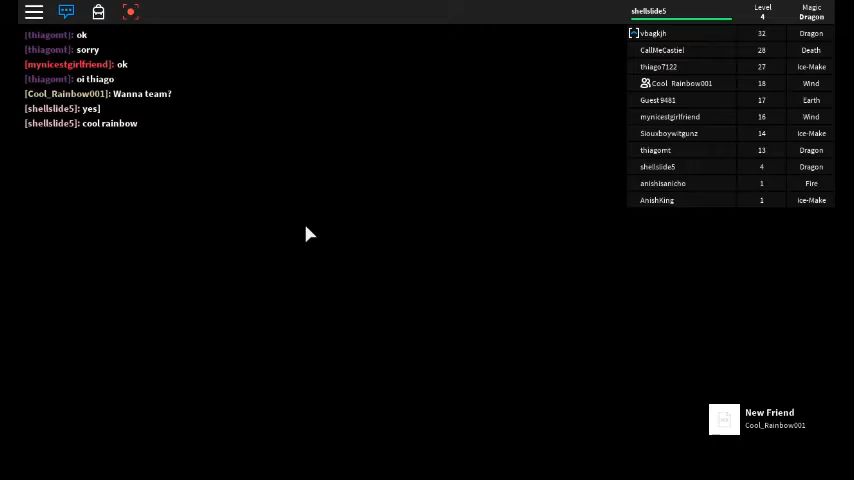 [thiagomt]: ok
[thiagomt]: sorry
[mynicestgirlfriend]: ok
[thiagomt]: oi thiago
[Cool_Rainbow001]: Wanna team?
[shellslide5]: yes]
[shellslide5]: cool rainbow
shellslide5 Level 4 Magic Dragon
vbagkjh 32 Dragon
CallMeCastiel 28 Death
thiago7122 27 Ice-Make
Cool_Rainbow001 18 Wind
Guest 9481 17 Earth
mynicestgirlfriend 16 Wind
Siouxboywitgunz 14 Ice-Make
thiagomt 13 Dragon
shellslide5 4 Dragon
anishisanicho 1 Fire
AnishKing 1 Ice-Make
New Friend
Cool_Rainbow001